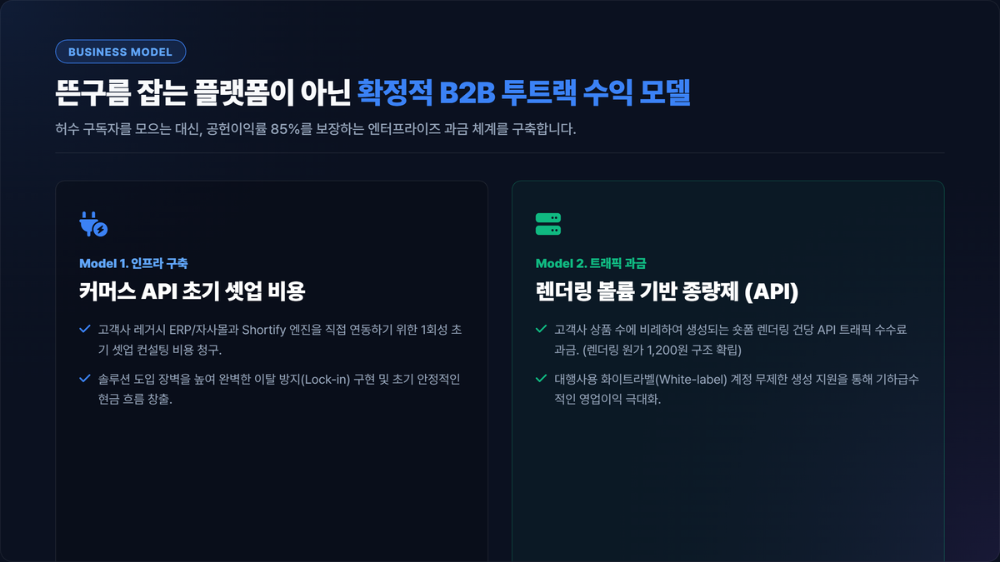 BUSINESS MODEL
뜬구름 잡는 플랫폼이 아닌 확정적 B2B 투트랙 수익 모델
허수 구독자를 모으는 대신, 공헌이익률 85%를 보장하는 엔터프라이즈 과금 체계를 구축합니다.
Model 1. 인프라 구축
커머스 API 초기 셋업 비용
고객사 레거시 ERP/자사몰과 Shortify 엔진을 직접 연동하기 위한 1회성 초
기 셋업 컨설팅 비용 청구.
솔루션 도입 장벽을 높여 완벽한 이탈 방지(Lock-in) 구현 및 초기 안정적인
현금 흐름 창출.
Model 2. 트래픽 과금
렌더링 볼륨 기반 종량제 (API)
고객사 상품 수에 비례하여 생성되는 숏폼 렌더링 건당 API 트래픽 수수료
과금. (렌더링 원가 1,200원 구조 확립)
대행사용 화이트라벨(White-label) 계정 무제한 생성 지원을 통해 기하급수
적인 영업이익 극대화.